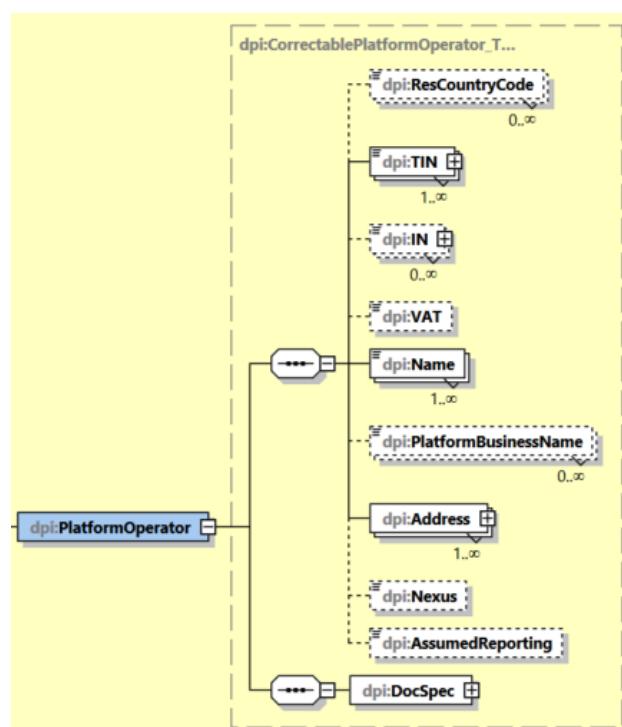 dpi:CorrectablePlatformOperator_T...
dpi:ResCountryCode
0..∞
dpi:TIN
1..∞
dpi:IN
0..∞
dpi:VAT
dpi:Name
1..∞
dpi:PlatformBusinessName
0..∞
dpi:PlatformOperator
dpi:Address
1..∞
dpi:Nexus
dpi:AssumedReporting
dpi:DocSpec